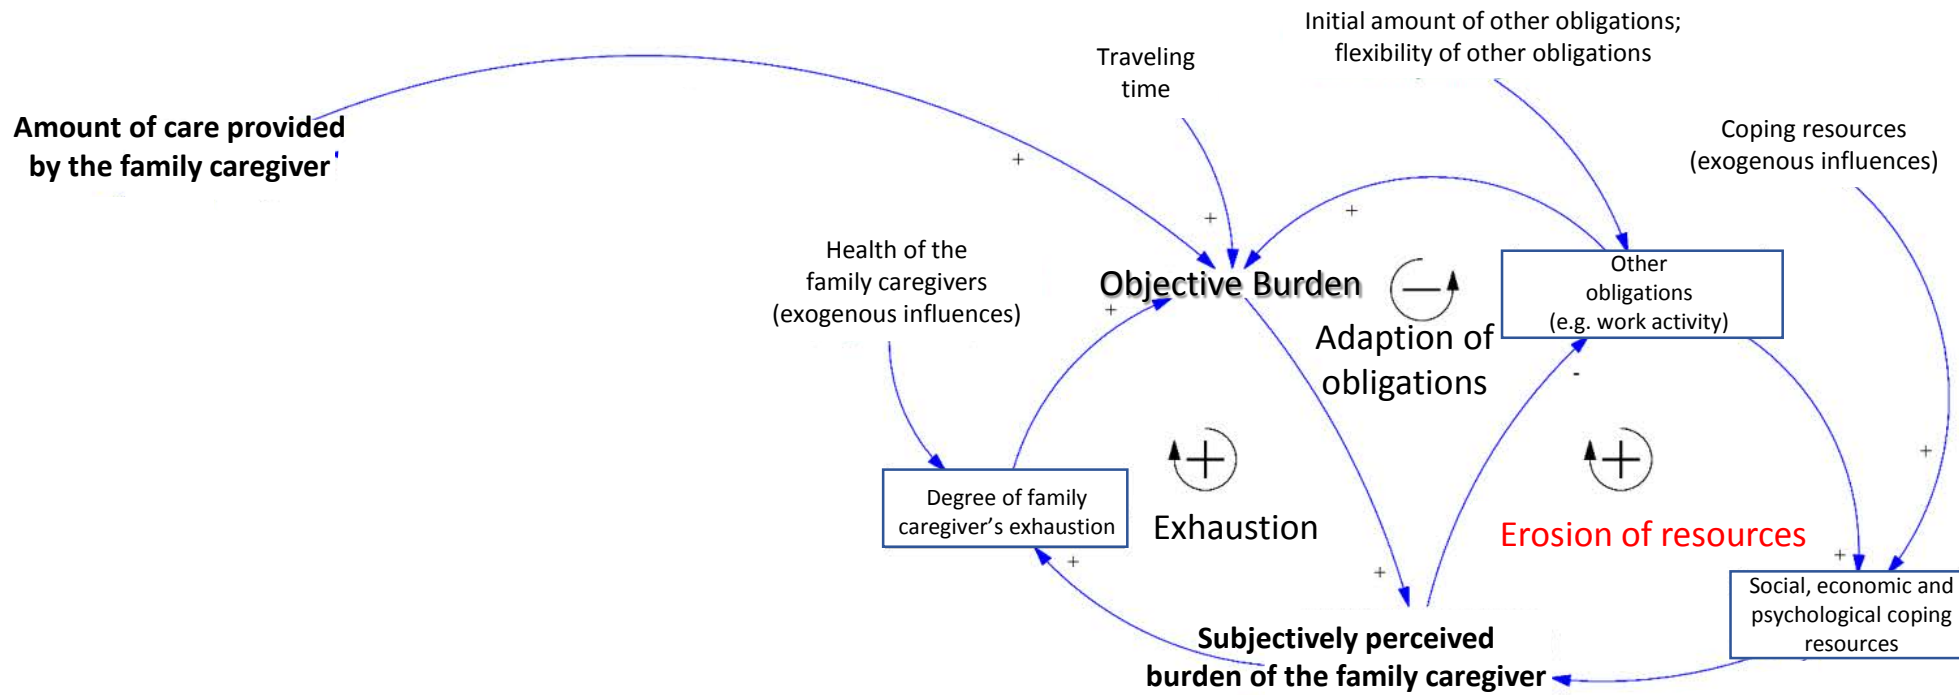 Initial amount of other obligations;
flexibility of other obligations
Traveling
time
Amount of care provided
by the family caregiver
Coping resources
(exogenous influences)
+
+
+
Health of the
family caregivers
(exogenous influences)
Objective Burden
Other
obligations
(e.g. work activity)
+
Adaption of
obligations
-
+
Degree of family
caregiver's exhaustion
Exhaustion
Erosion of resources
+
+
+
Social, economic and
psychological coping
resources
Subjectively perceived
burden of the family caregiver